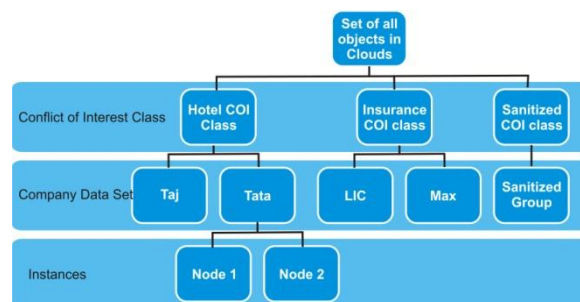 Set of all
objects in
Clouds
Conflict of Interest Class
Hotel COI
Class
Insurance
COI class
Sanitized
COI class
Company Data Set
Taj
Tata
LIC
Max
Sanitized
Group
Instances
Node 1
Node 2